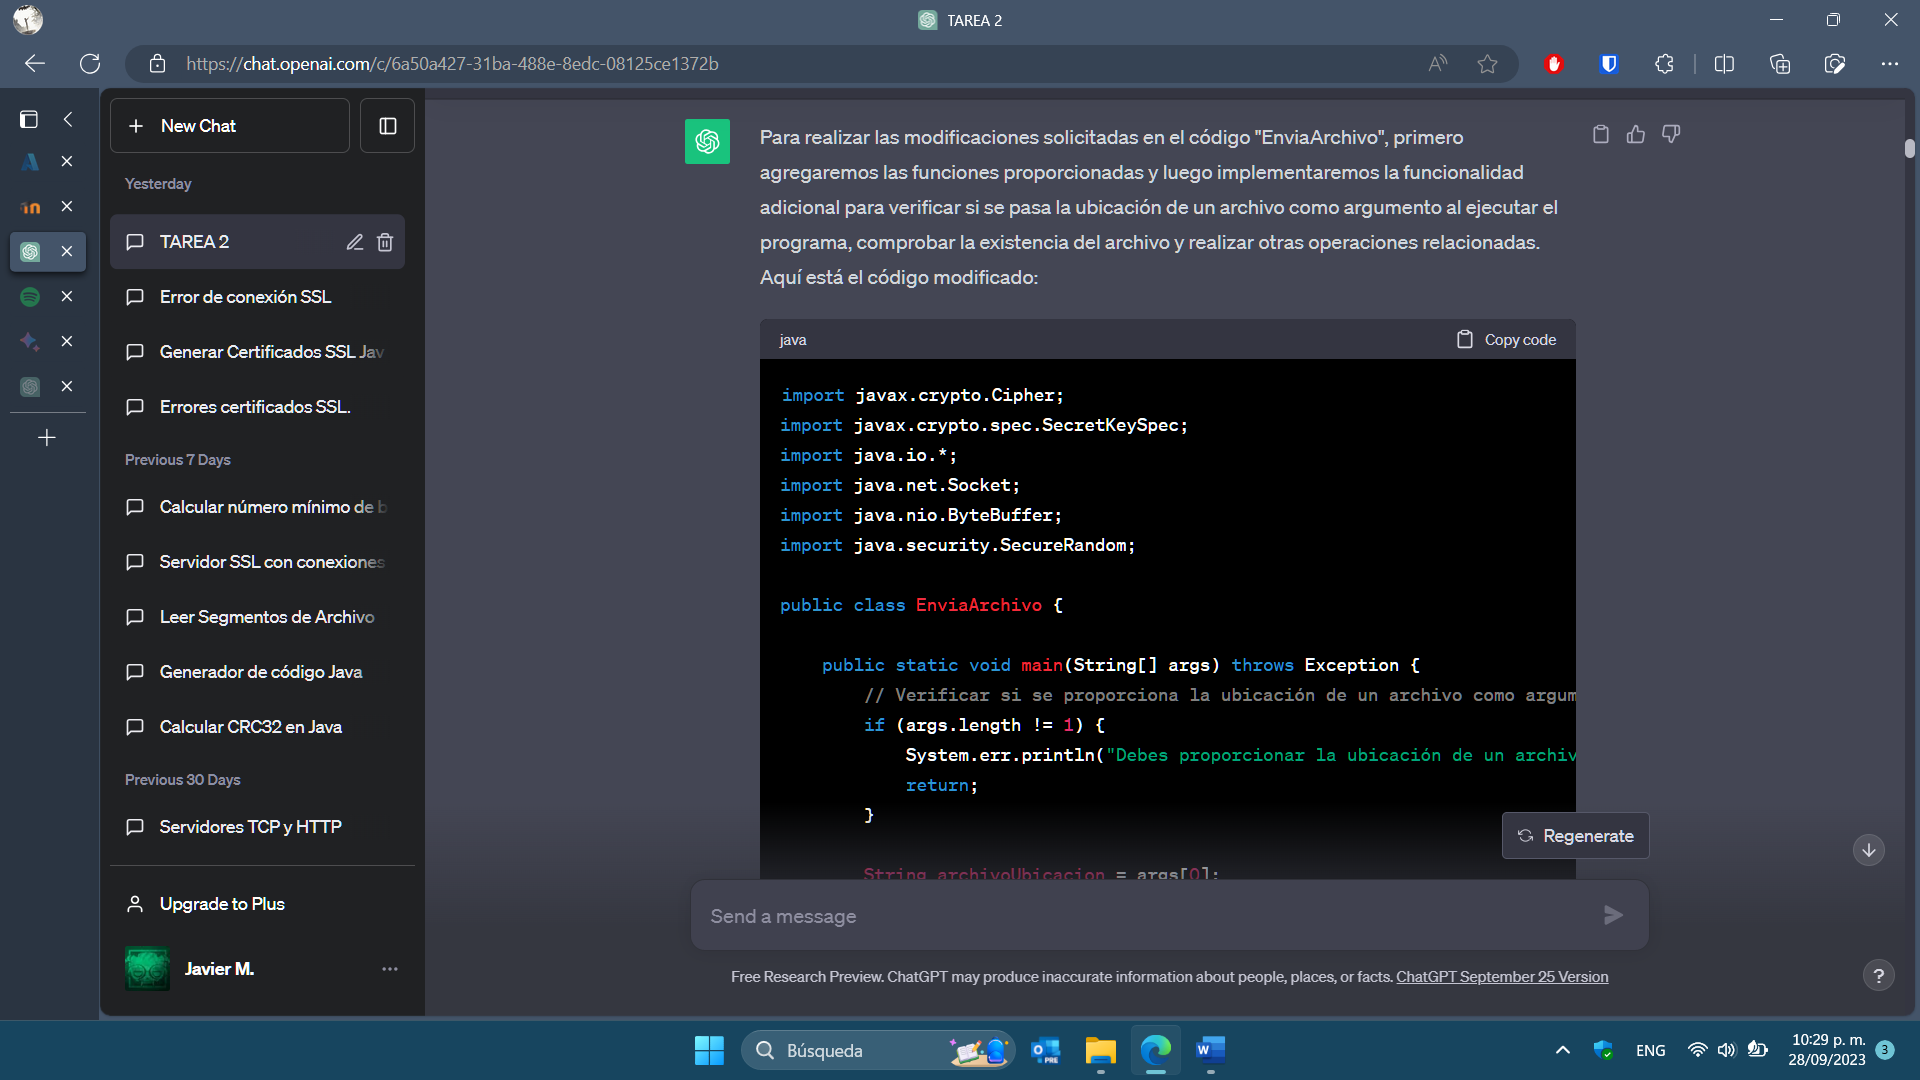 TAREA 2
https://chat.openai.com/c/6a50a427-31ba-488e-8edc-08125ce1372b
New Chat
Yesterday
TAREA 2
Error de conexión SSL
Generar Certificados SSL Jav
Errores certificados SSL.
Previous 7 Days
Calcular número mínimo de b
Servidor SSL con conexiones
Leer Segmentos de Archivo
Generador de código Java
Calcular CRC32 en Java
Previous 30 Days
Servidores TCP y HTTP
Upgrade to Plus
Javier M.
Para realizar las modificaciones solicitadas en el código "EnviaArchivo", primero
agregaremos las funciones proporcionadas y luego implementaremos la funcionalidad
adicional para verificar si se pasa la ubicación de un archivo como argumento al ejecutar el
programa, comprobar la existencia del archivo y realizar otras operaciones relacionadas.
Aquí está el código modificado:
java
Copy code
import javax.crypto.Cipher;
import javax.crypto.spec.SecretKeySpec;
import java.io.*;
import java.net.Socket;
import java.nio.ByteBuffer;
import java.security.SecureRandom;
public class EnviaArchivo {
public static void main(String[] args) throws Exception {
// Verificar si se proporciona la ubicación de un archivo como argum
if (args.length != 1) {
System.err.println("Debes proporcionar la ubicación de un archiv
return;
}
String archivoUbicacion = args[0];
Regenerate
Send a message
Free Research Preview. ChatGPT may produce inaccurate information about people, places, or facts. ChatGPT September 25 Version
?
Búsqueda
ENG
10:29 p. m.
28/09/2023
3